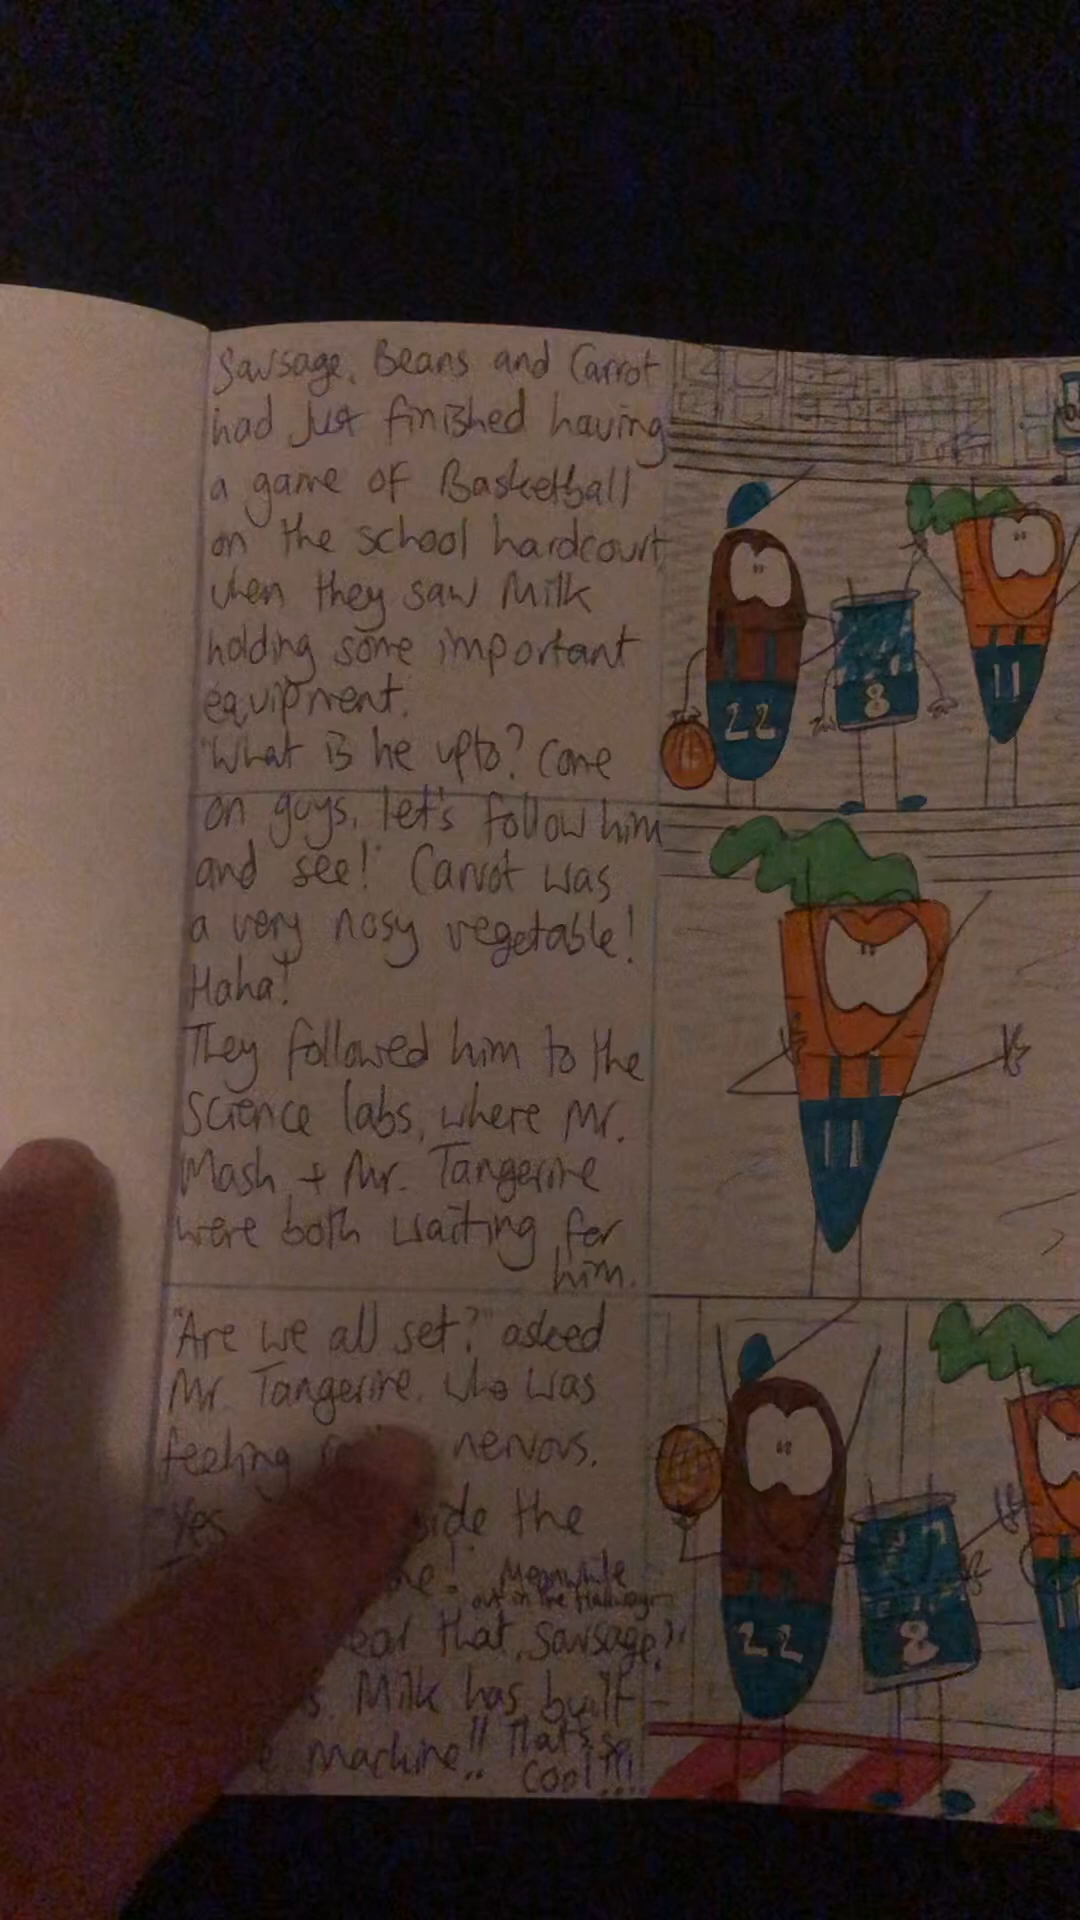 Sausage, Beans and Carrot
had just finished having
a game of Basketball
on the school hardcourt,
when they saw Milk
holding some important
equipment.
"What is he upto? Come
on guys, let's follow him
and see!" Carrot was
a very nosy vegetable!
Haha!
They followed him to the
Science labs, where Mr.
Mash + Mr. Tangerine
were both waiting for
him.
"Are we all set?" asked
Mr. Tangerine, who was
feeling nervous.
Yes the
Meanwhile
out in the Hallway
that, Sausage?"
Milk has built
Machine!! That's so
cool!!!
22
8
11
11
22
8